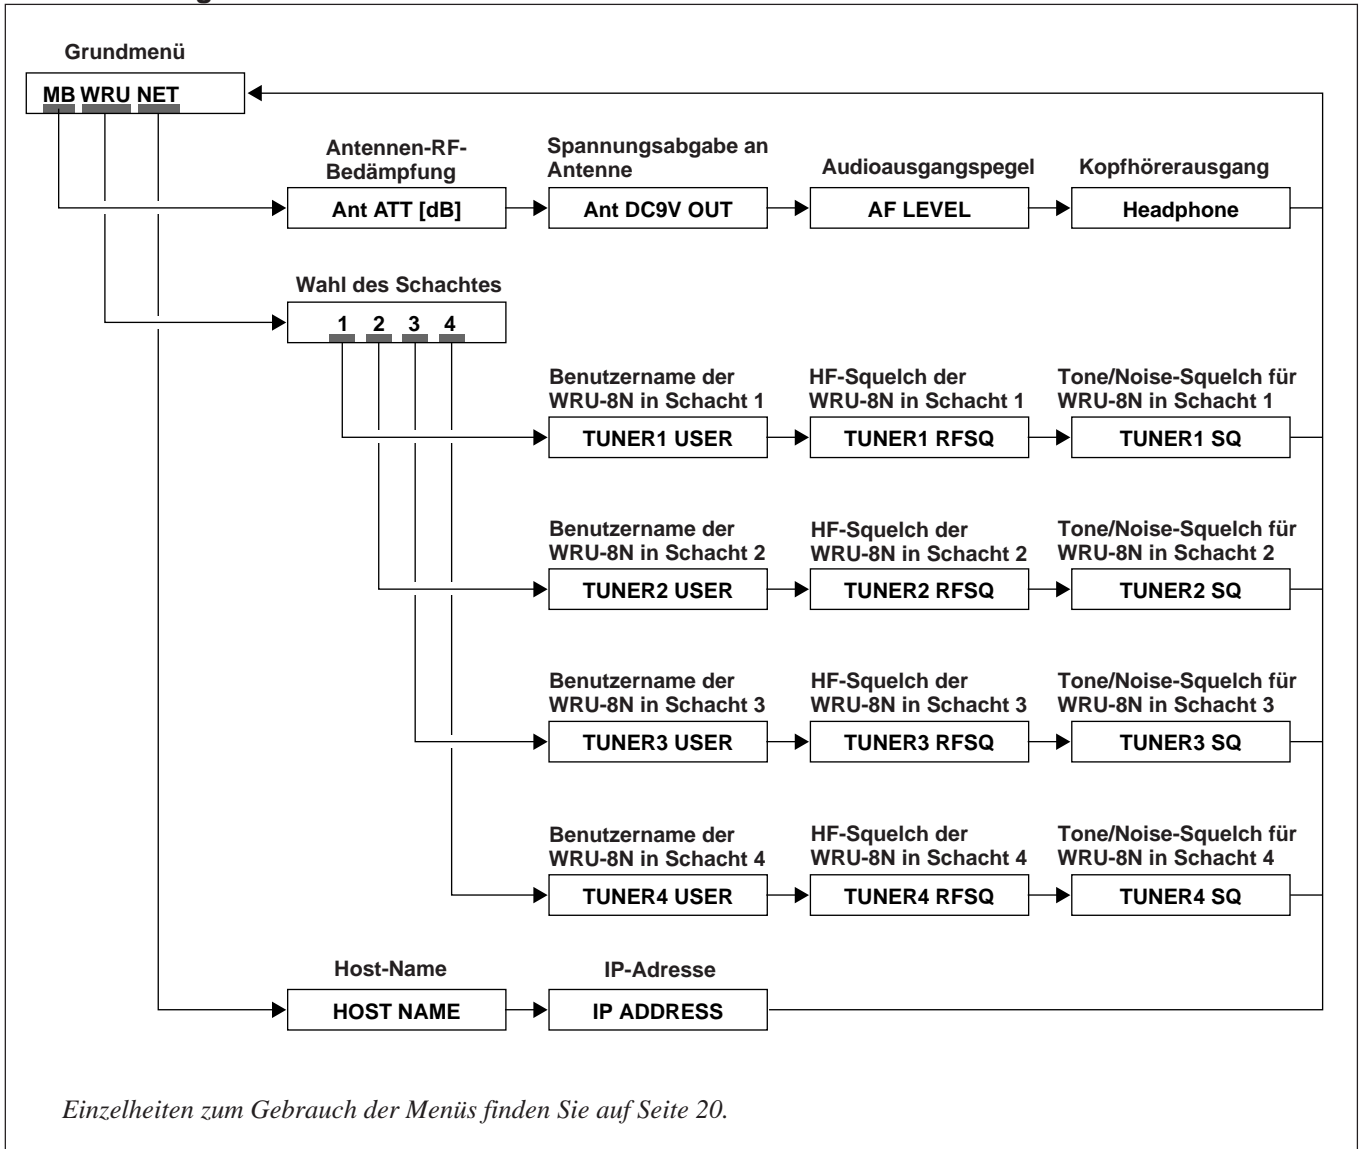 Grundmenü
MB WRU NET
Antennen-RF-
Bedämpfung
Spannungsabgabe an
Antenne
Audioausgangspegel
Kopfhörerausgang
Ant ATT [dB]
Ant DC9V OUT
AF LEVEL
Headphone
Wahl des Schachtes
1 2 3 4
Benutzername der
WRU-8N in Schacht 1
HF-Squelch der
WRU-8N in Schacht 1
Tone/Noise-Squelch für
WRU-8N in Schacht 1
TUNER1 USER
TUNER1 RFSQ
TUNER1 SQ
Benutzername der
WRU-8N in Schacht 2
HF-Squelch der
WRU-8N in Schacht 2
Tone/Noise-Squelch für
WRU-8N in Schacht 2
TUNER2 USER
TUNER2 RFSQ
TUNER2 SQ
Benutzername der
WRU-8N in Schacht 3
HF-Squelch der
WRU-8N in Schacht 3
Tone/Noise-Squelch für
WRU-8N in Schacht 3
TUNER3 USER
TUNER3 RFSQ
TUNER3 SQ
Benutzername der
WRU-8N in Schacht 4
HF-Squelch der
WRU-8N in Schacht 4
Tone/Noise-Squelch für
WRU-8N in Schacht 4
TUNER4 USER
TUNER4 RFSQ
TUNER4 SQ
Host-Name
IP-Adresse
HOST NAME
IP ADDRESS
Einzelheiten zum Gebrauch der Menüs finden Sie auf Seite 20.